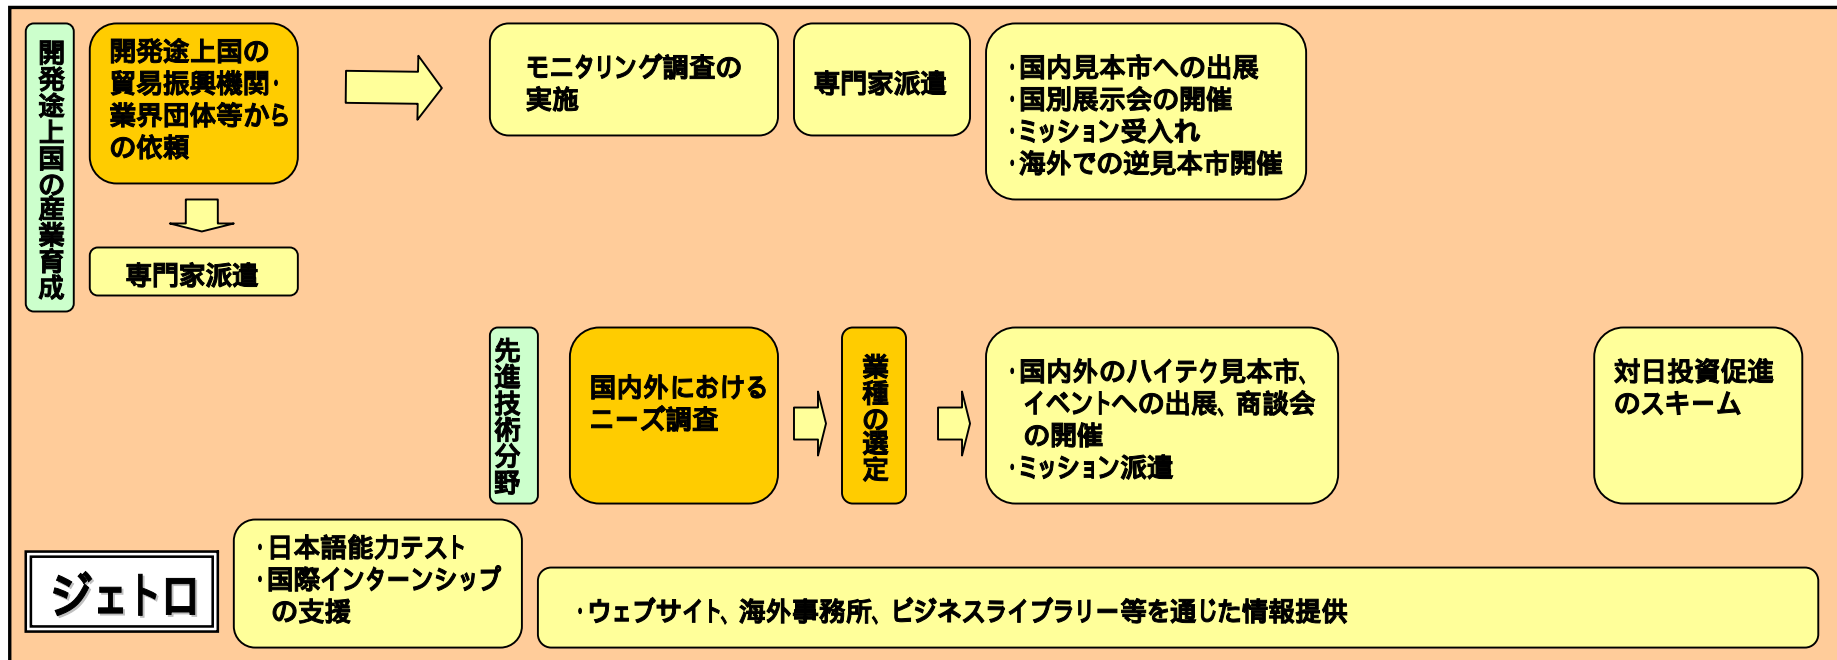 開発途上国の産業育成
開発途上国の
貿易振興機関・
業界団体等から
の依頼
モニタリング調査の
実施
専門家派遣
・国内見本市への出展
・国別展示会の開催
・ミッション受入れ
・海外での逆見本市開催
専門家派遣
先進技術分野
国内外における
ニーズ調査
業種の選定
・国内外のハイテク見本市、
イベントへの出展、商談会
の開催
・ミッション派遣
対日投資促進
のスキーム
ジェトロ
・日本語能力テスト
・国際インターンシップ
の支援
・ウェブサイト、海外事務所、ビジネスライブラリー等を通じた情報提供